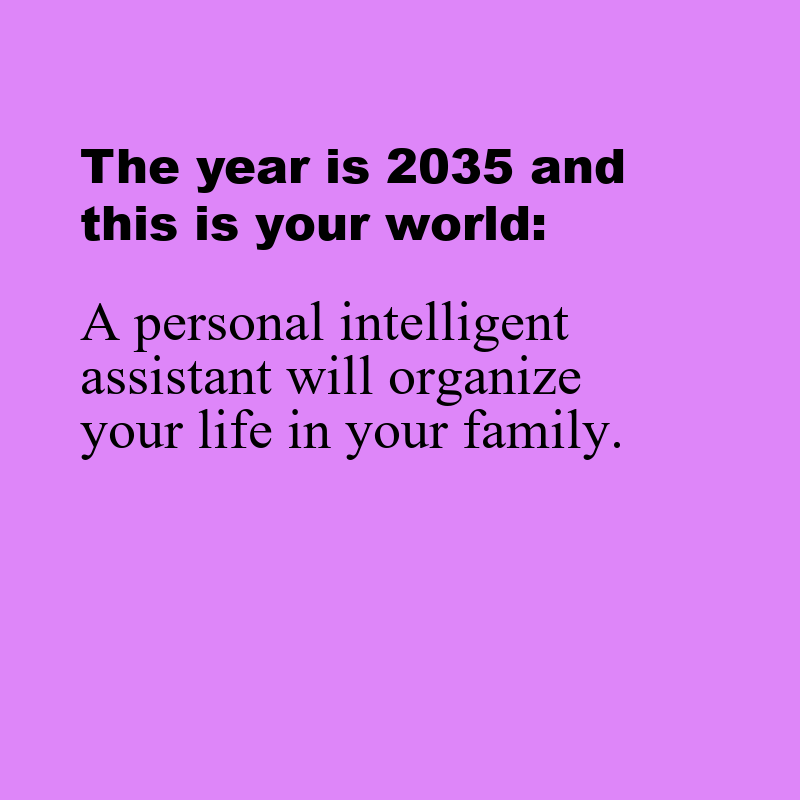 The year is 2035 and
this is your world:
A personal intelligent
assistant will organize
your life in your family.